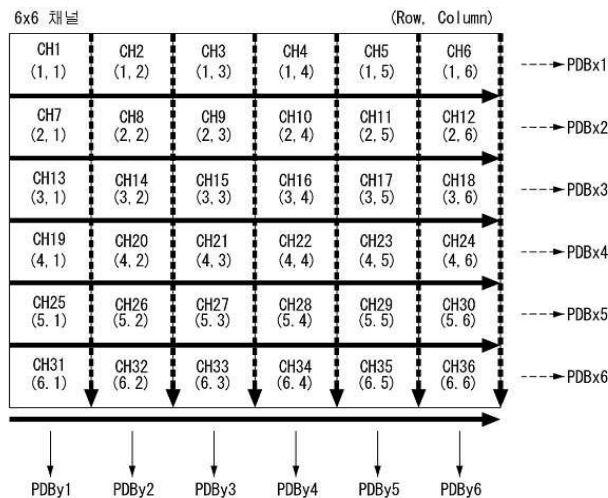 6x6 채널 (Row, Column)
CH1 CH2 CH3 CH4 CH5 CH6
(1, 1) (1, 2) (1, 3) (1, 4) (1, 5) (1, 6)
PDBx1
CH7 CH8 CH9 CH10 CH11 CH12
(2, 1) (2, 2) (2, 3) (2, 4) (2, 5) (2, 6)
PDBx2
CH13 CH14 CH15 CH16 CH17 CH18
(3, 1) (3, 2) (3, 3) (3, 4) (3, 5) (3, 6)
PDBx3
CH19 CH20 CH21 CH22 CH23 CH24
(4, 1) (4, 2) (4, 3) (4, 4) (4, 5) (4, 6)
PDBx4
CH25 CH26 CH27 CH28 CH29 CH30
(5. 1) (5. 2) (5. 3) (5. 4) (5. 5) (5. 6)
PDBx5
CH31 CH32 CH33 CH34 CH35 CH36
(6. 1) (6. 2) (6. 3) (6. 4) (6. 5) (6. 6)
PDBx6
PDBy1 PDBy2 PDBy3 PDBy4 PDBy5 PDBy6